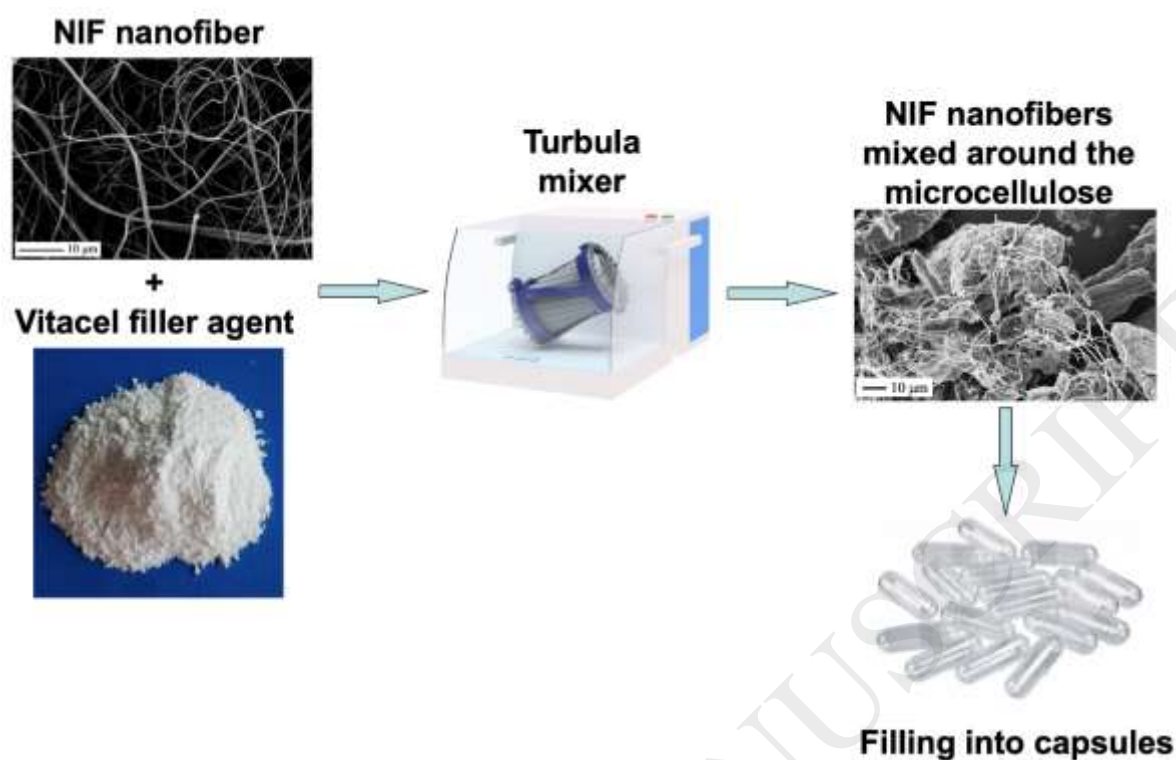 NIF nanofiber
10 µm
+
Vitacel filler agent
Turbula
mixer
NIF nanofibers
mixed around the
microcellulose
10 µm
Filling into capsules
NUSCRIP